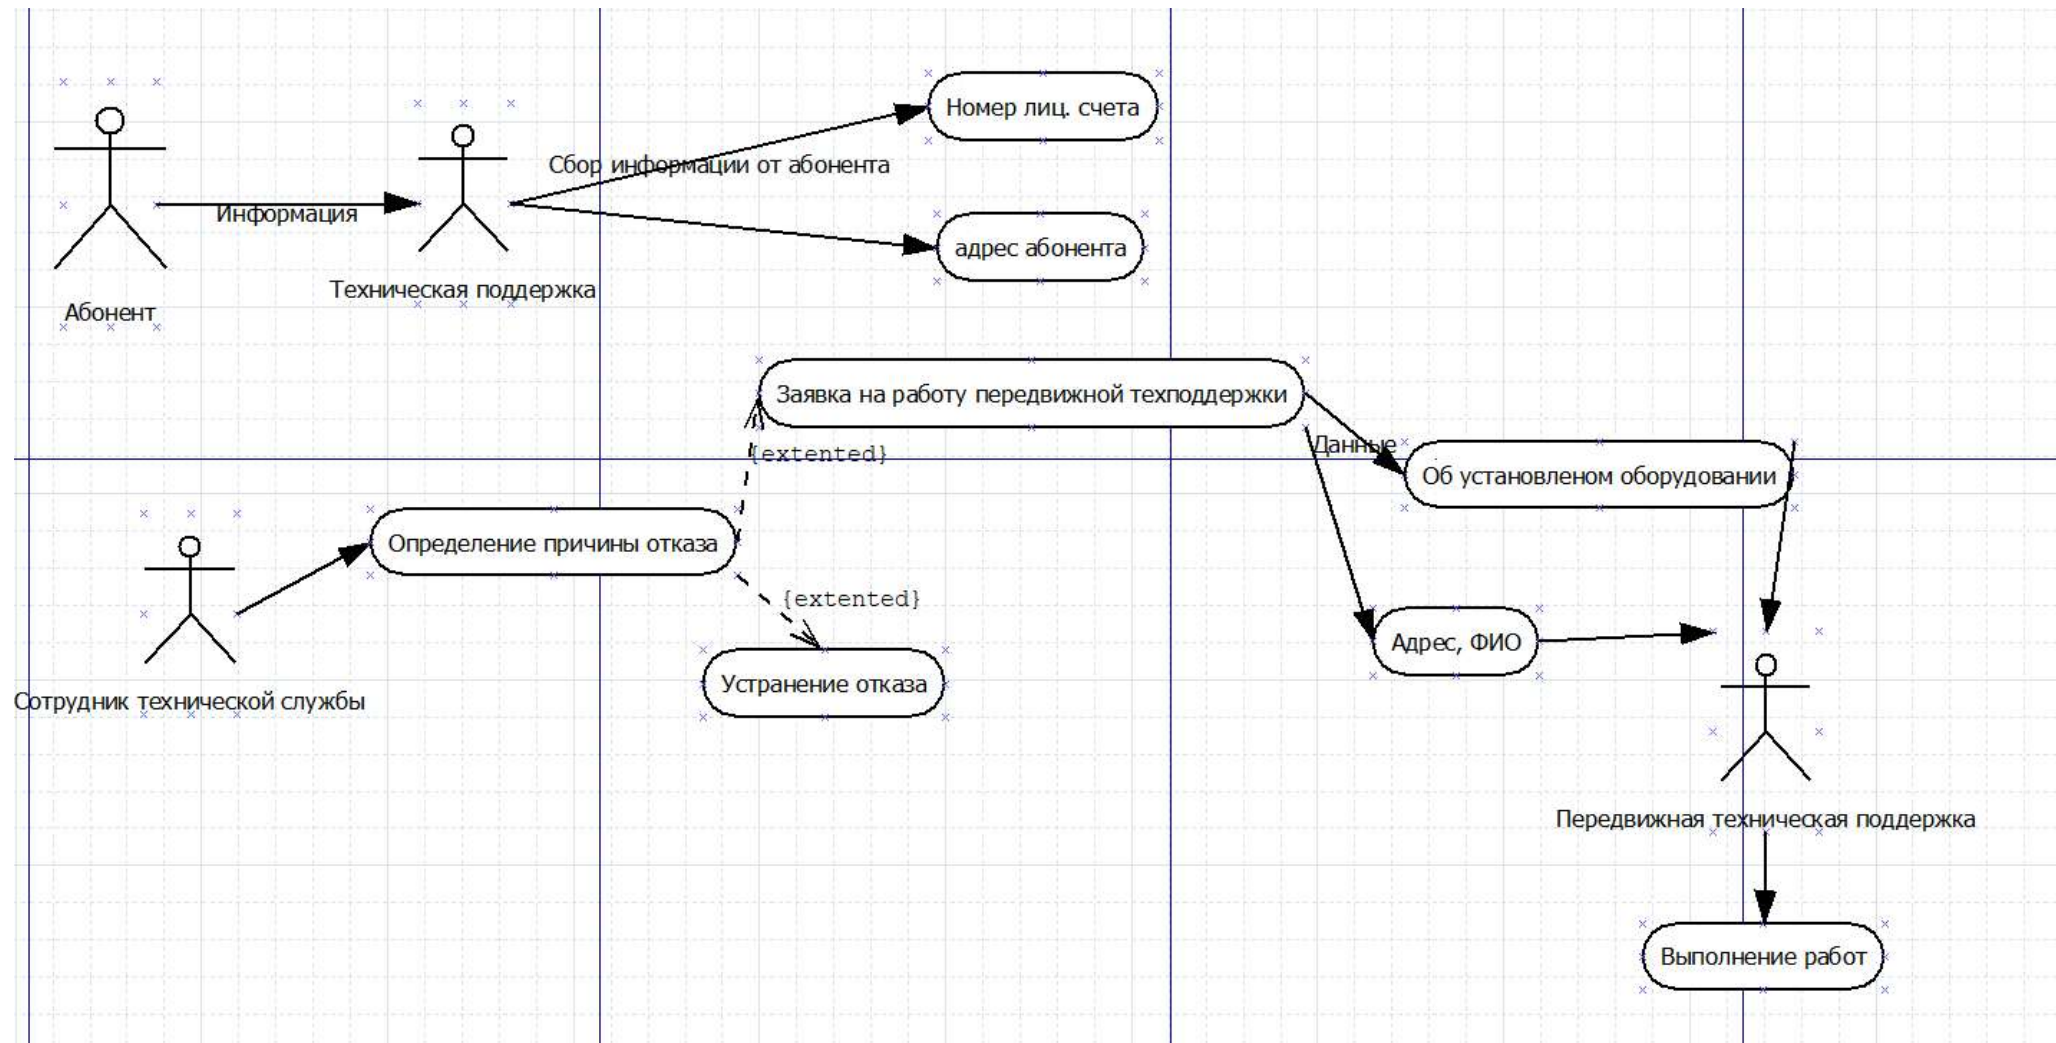 Номер лиц. счета
Сбор информации от абонента
Информация
адрес абонента
Техническая поддержка
Абонент
Заявка на работу передвижной техподдержки
{extented}
Данные
Об установленом оборудовании
Определение причины отказа
{extented}
Адрес, ФИО
Устранение отказа
Сотрудник технической службы
Передвижная техническая поддержка
Выполнение работ